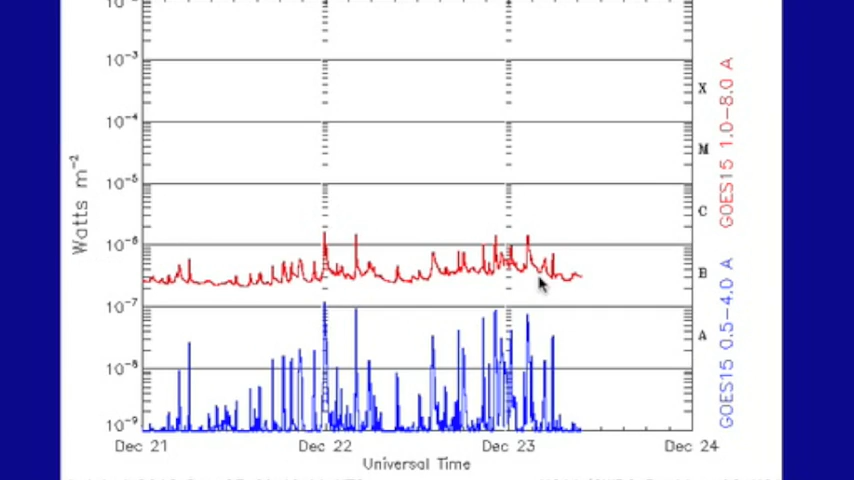 10⁻³
10⁻⁴
10⁻⁵
10⁻⁶
10⁻⁷
10⁻⁸
10⁻⁹
Watts m⁻²
X
M
C
B
A
GOES15 1.0–8.0 A
GOES15 0.5–4.0 A
Dec 21
Dec 22
Dec 23
Dec 24
Universal Time